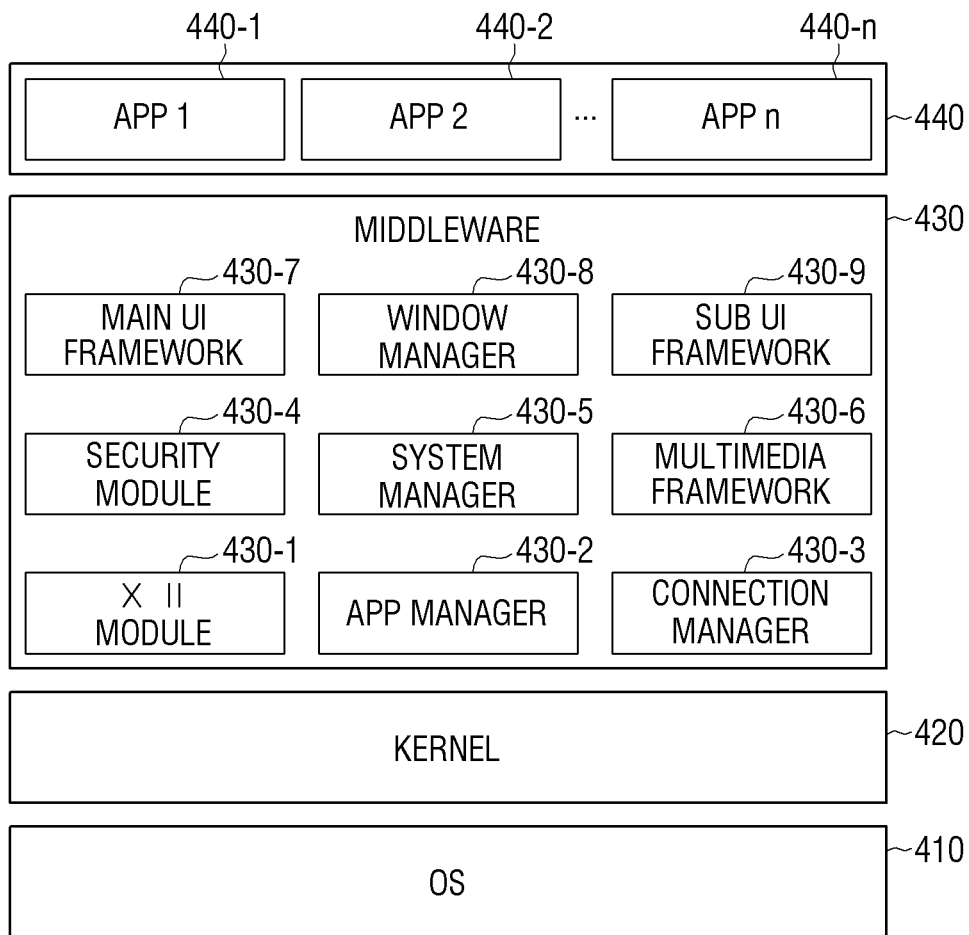 440-1 440-2 440-n
APP 1 APP 2 ... APP n 440
430
MIDDLEWARE
430-7 430-8 430-9
MAIN UI
FRAMEWORK
WINDOW
MANAGER
SUB UI
FRAMEWORK
430-4 430-5 430-6
SECURITY
MODULE
SYSTEM
MANAGER
MULTIMEDIA
FRAMEWORK
430-1 430-2 430-3
X II
MODULE
APP MANAGER
CONNECTION
MANAGER
KERNEL 420
410
OS